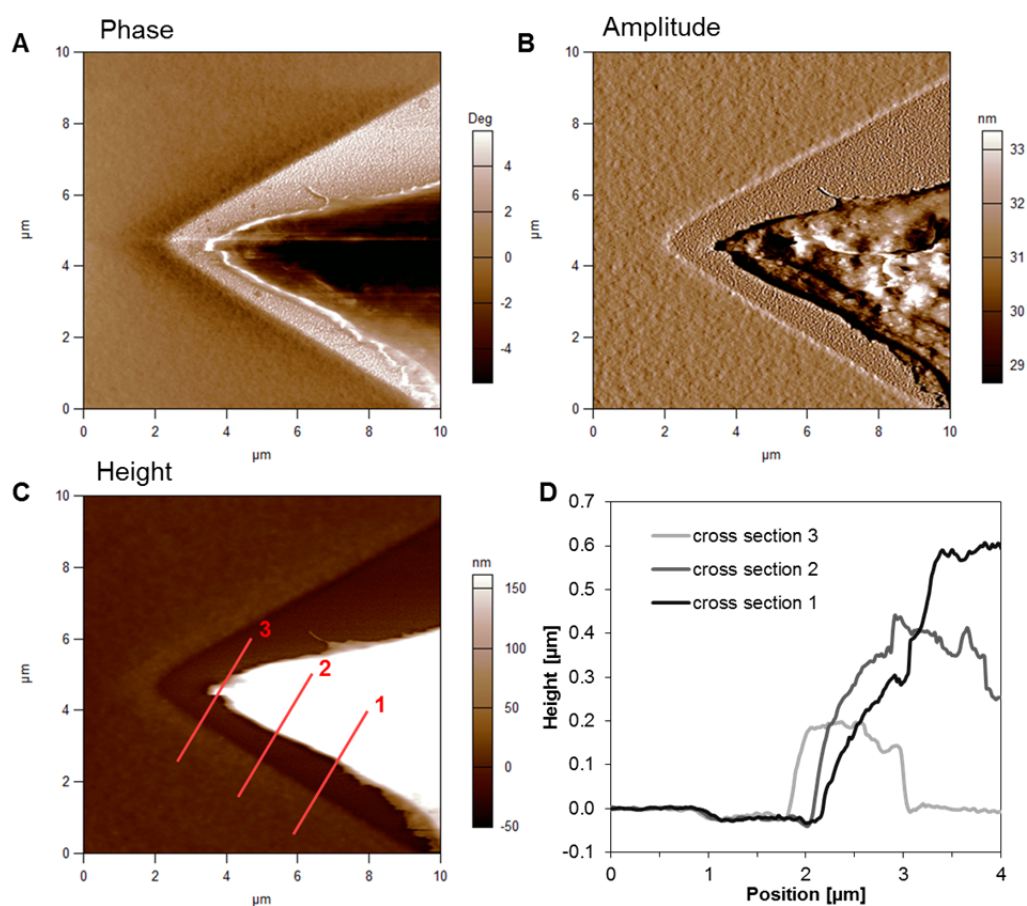 A Phase
10
8
6
4
2
0
µm
0 2 4 6 8 10
µm
Deg
4
2
0
-2
-4
B Amplitude
10
8
6
4
2
0
µm
0 2 4 6 8 10
µm
nm
33
32
31
30
29
C Height
10
8
6
4
2
0
µm
0 2 4 6 8 10
µm
3
2
1
nm
150
100
50
0
-50
D
0.7
0.6
0.5
0.4
0.3
0.2
0.1
0.0
-0.1
Height [µm]
cross section 3
cross section 2
cross section 1
0 1 2 3 4
Position [µm]